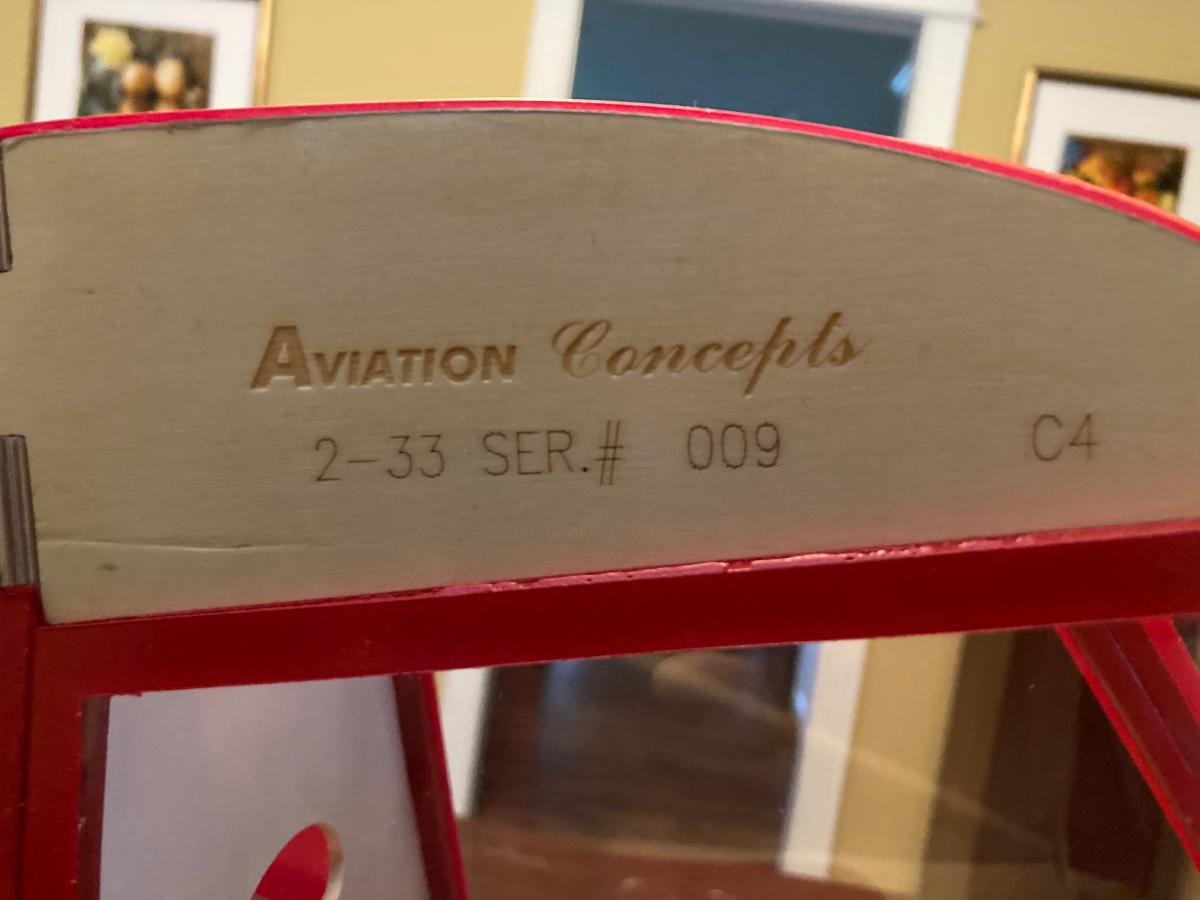 AVIATION Concepts
2-33 SER.# 009 C4